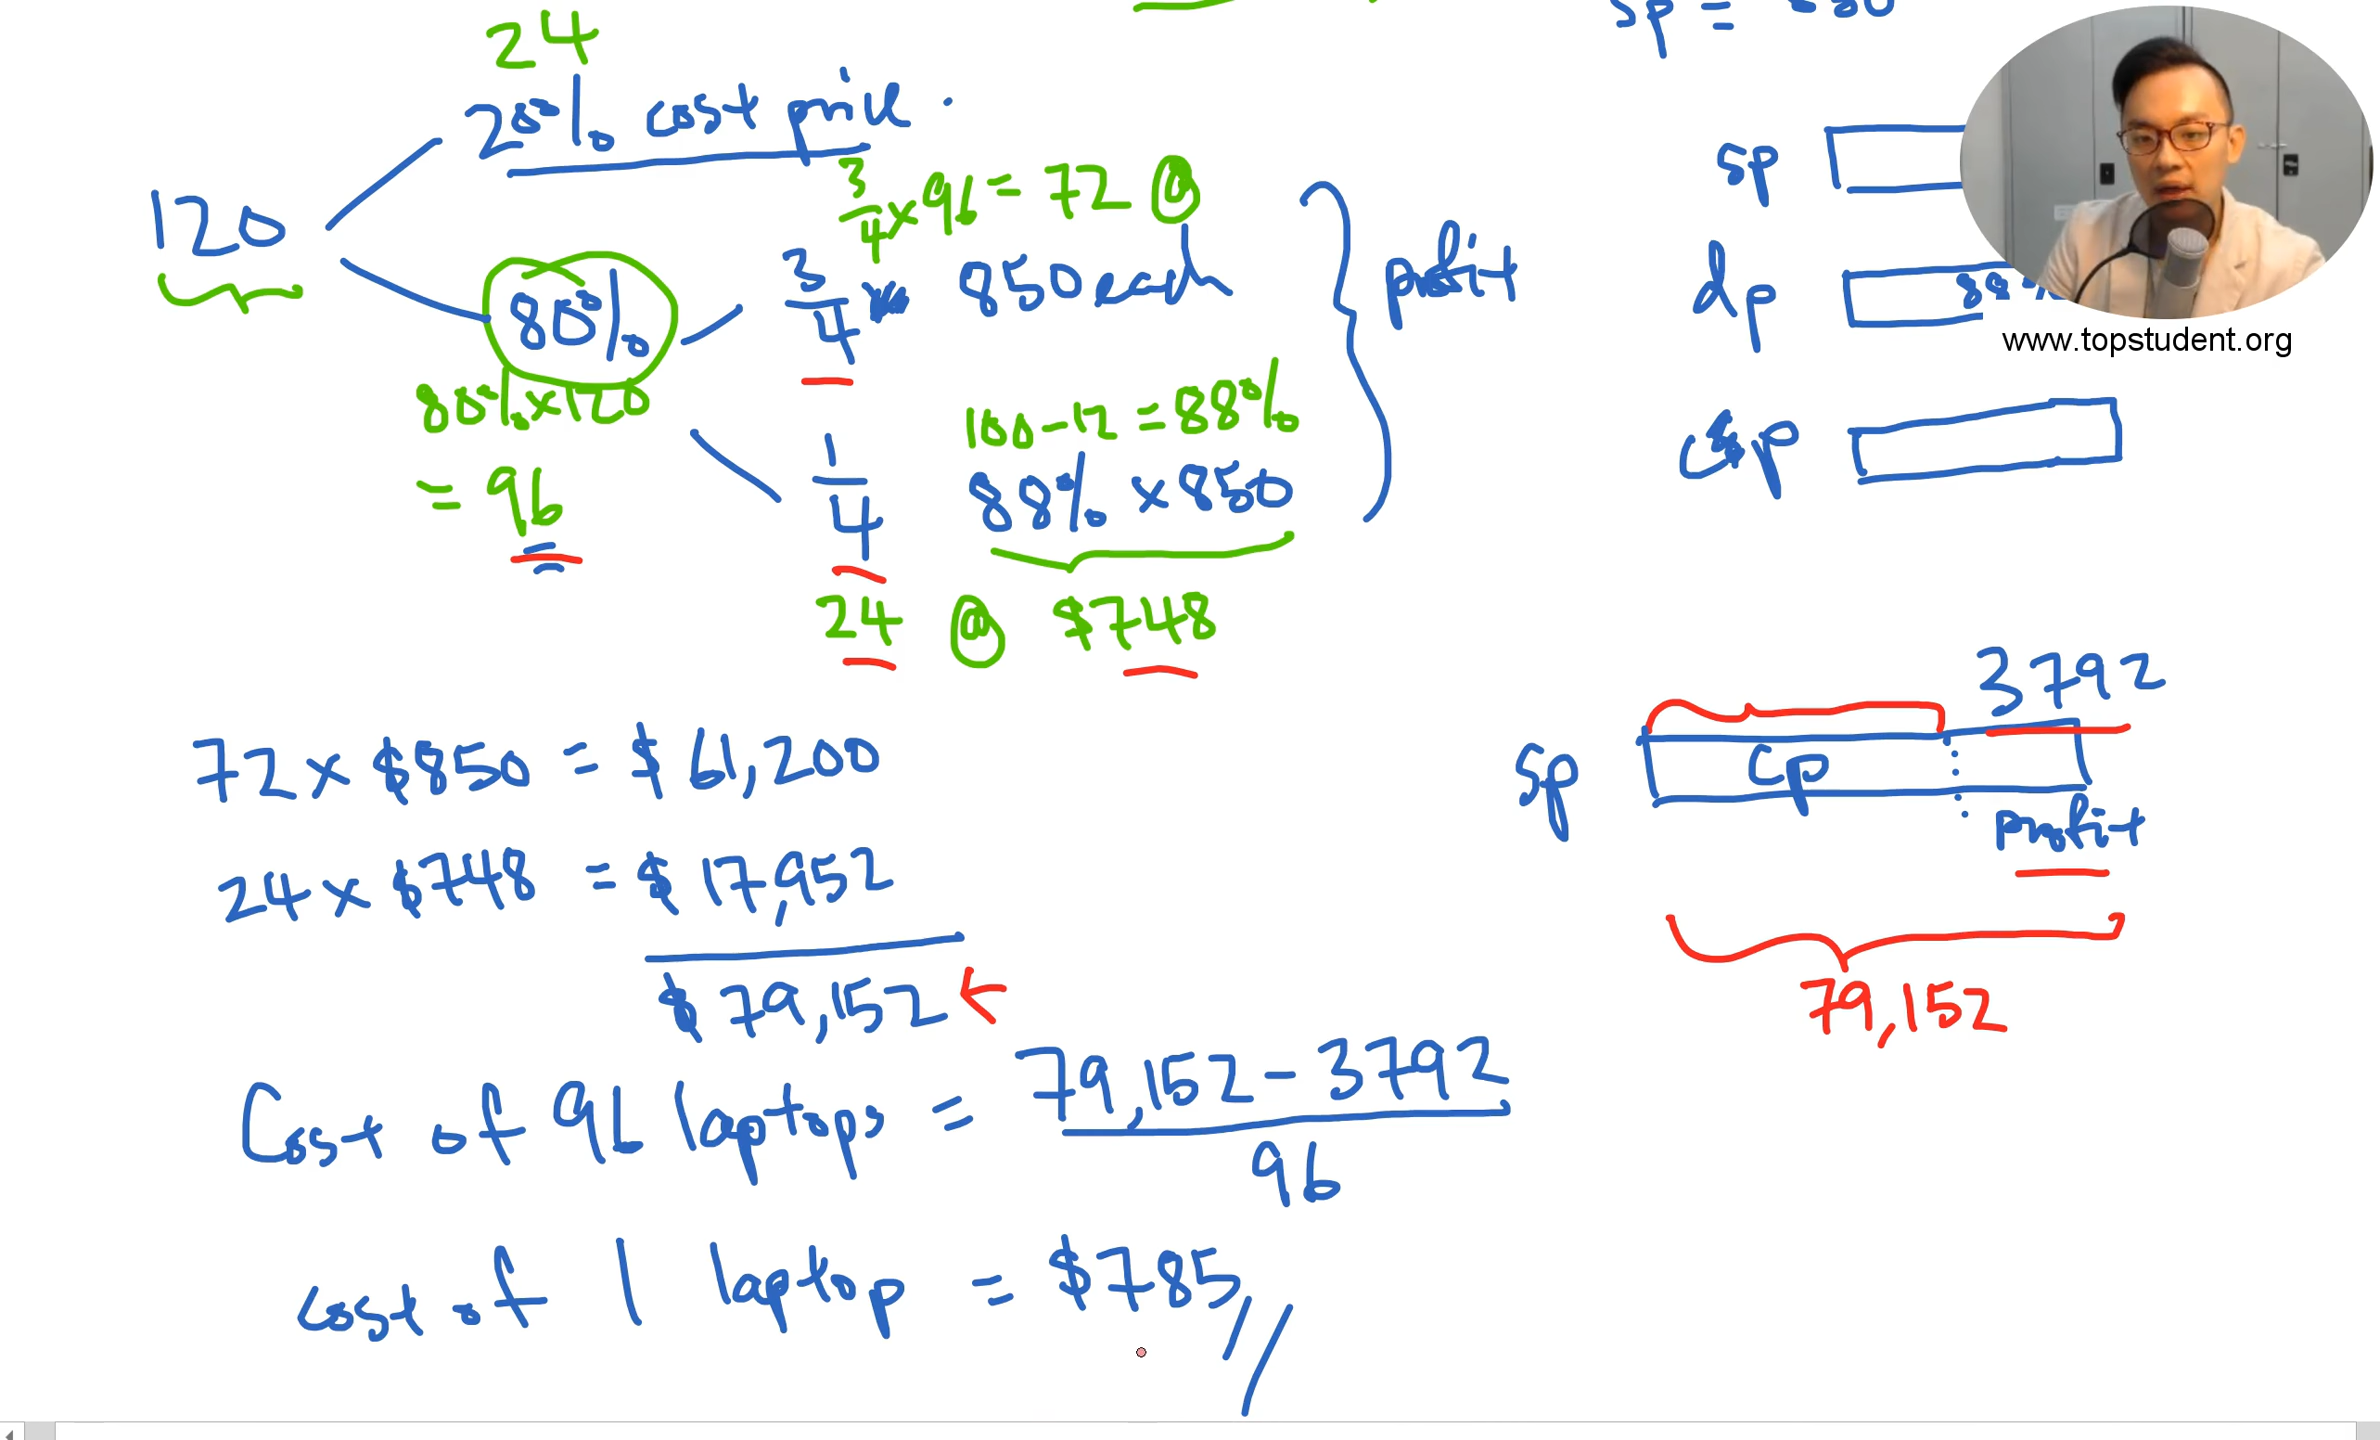 24
20% cost price.
120
3/4 x 96 = 72 @
80%
3/4 850 each
profit
80% x 120
= 96
100 - 12 = 88%
1/4 88% x 850
24 @ $748
sp
dp
www.topstudent.org
csp
3792
sp cp
profit
79,152
72 x $850 = $61,200
24 x $748 = $17,952
$79,152
Cost of 96 laptops = 79,152 - 3792
96
cost of 1 laptop = $785